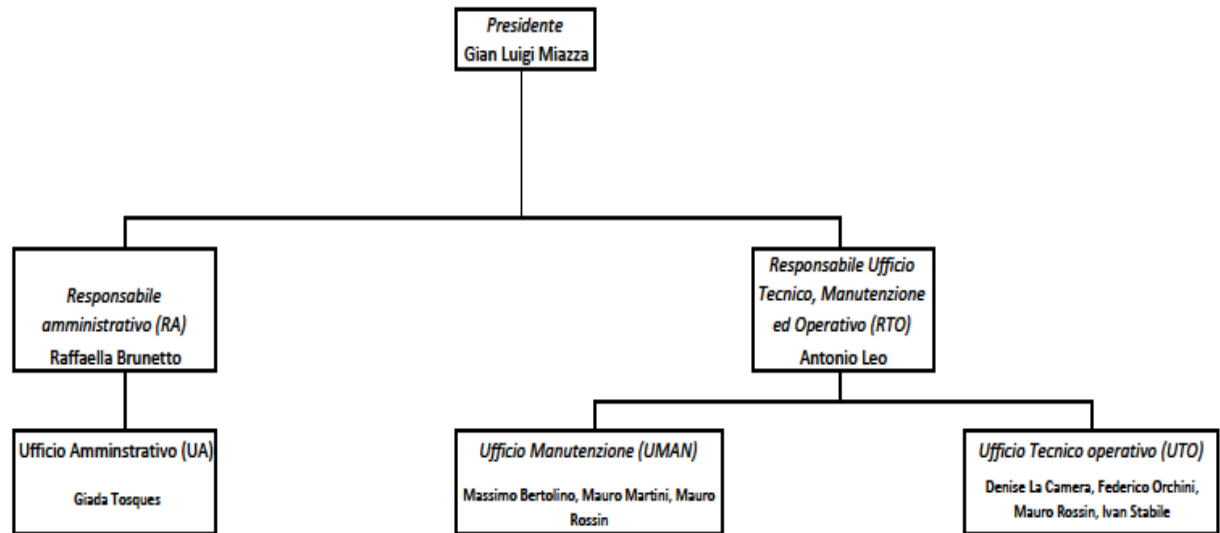 Presidente
Gian Luigi Miazza
Responsabile
amministrativo (RA)
Raffaella Brunetto
Responsabile Ufficio
Tecnico, Manutenzione
ed Operativo (RTO)
Antonio Leo
Ufficio Amminstrativo (UA)
Giada Tosques
Ufficio Manutenzione (UMAN)
Massimo Bertolino, Mauro Martini, Mauro
Rossin
Ufficio Tecnico operativo (UTO)
Denise La Camera, Federico Orchini,
Mauro Rossin, Ivan Stabile